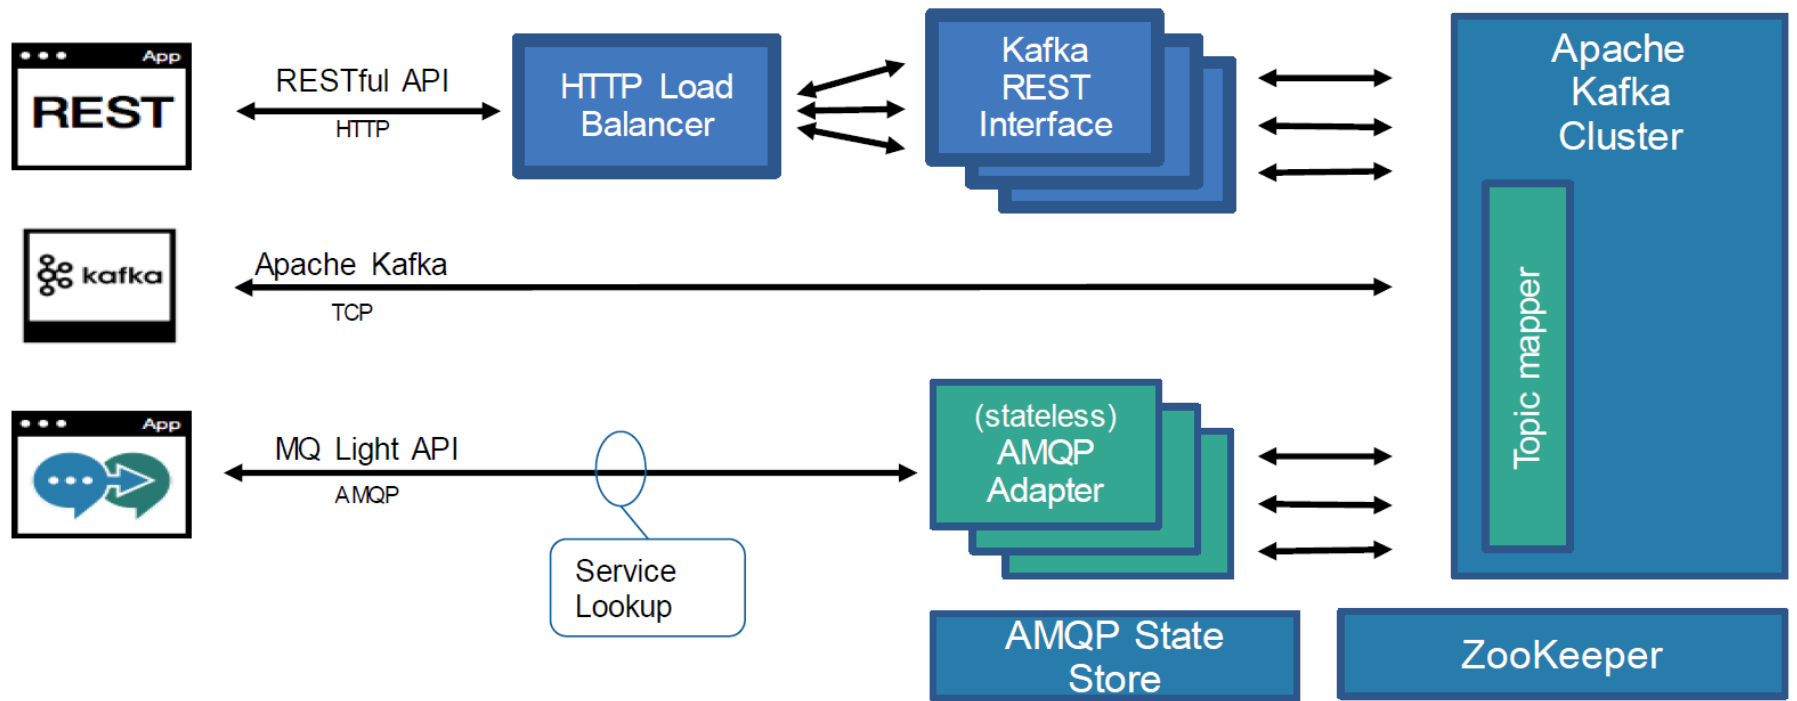 App
REST
RESTful API
HTTP
HTTP Load
Balancer
Kafka
REST
Interface
Apache
Kafka
Cluster
kafka
Apache Kafka
TCP
Topic mapper
App
MQ Light API
AMQP
Service
Lookup
(stateless)
AMQP
Adapter
AMQP State
Store
ZooKeeper